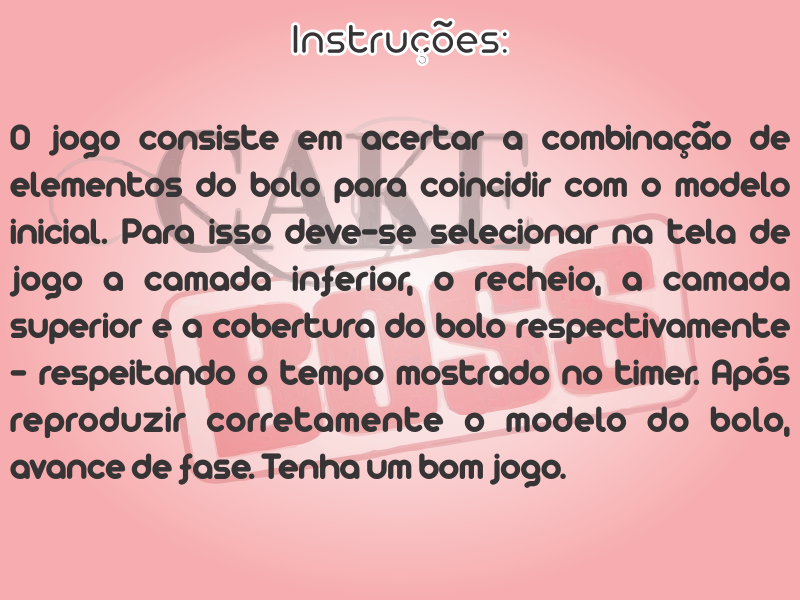 Instruções:
O jogo consiste em acertar a combinação de
elementos do bolo para coincidir com o modelo
inicial. Para isso deve-se selecionar na tela de
jogo a camada inferior, o recheio, a camada
superior e a cobertura do bolo respectivamente
- respeitando o tempo mostrado no timer. Após
reproduzir corretamente o modelo do bolo,
avance de fase. Tenha um bom jogo.
CAKE
BOSS